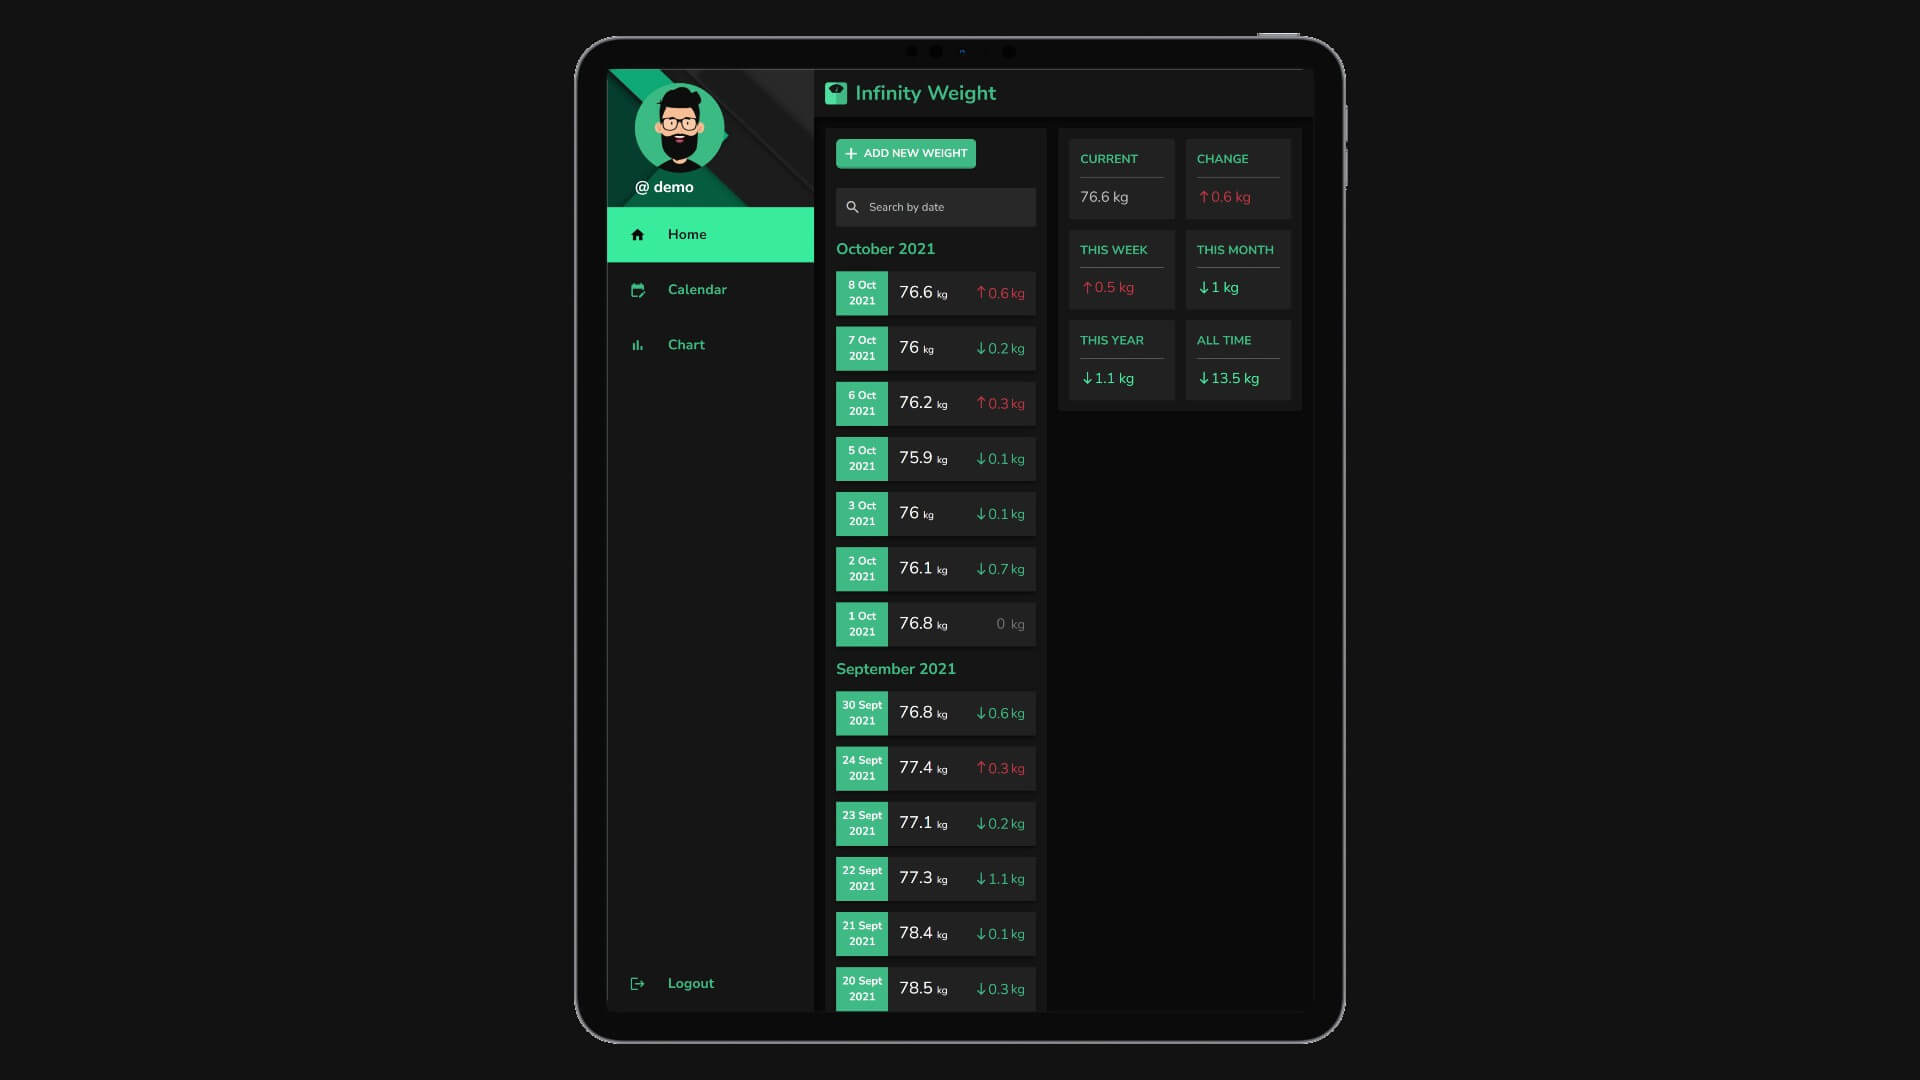 @ demo
Home
Calendar
Chart
Logout
Infinity Weight
ADD NEW WEIGHT
Search by date
October 2021
8 Oct
2021
76.6 kg
↑0.6 kg
7 Oct
2021
76 kg
↓0.2 kg
6 Oct
2021
76.2 kg
↑0.3 kg
5 Oct
2021
75.9 kg
↓0.1 kg
3 Oct
2021
76 kg
↓0.1 kg
2 Oct
2021
76.1 kg
↓0.7 kg
1 Oct
2021
76.8 kg
0 kg
September 2021
30 Sept
2021
76.8 kg
↓0.6 kg
24 Sept
2021
77.4 kg
↑0.3 kg
23 Sept
2021
77.1 kg
↓0.2 kg
22 Sept
2021
77.3 kg
↓1.1 kg
21 Sept
2021
78.4 kg
↓0.1 kg
20 Sept
2021
78.5 kg
↓0.3 kg
CURRENT
76.6 kg
CHANGE
↑0.6 kg
THIS WEEK
↑0.5 kg
THIS MONTH
↓1 kg
THIS YEAR
↓1.1 kg
ALL TIME
↓13.5 kg